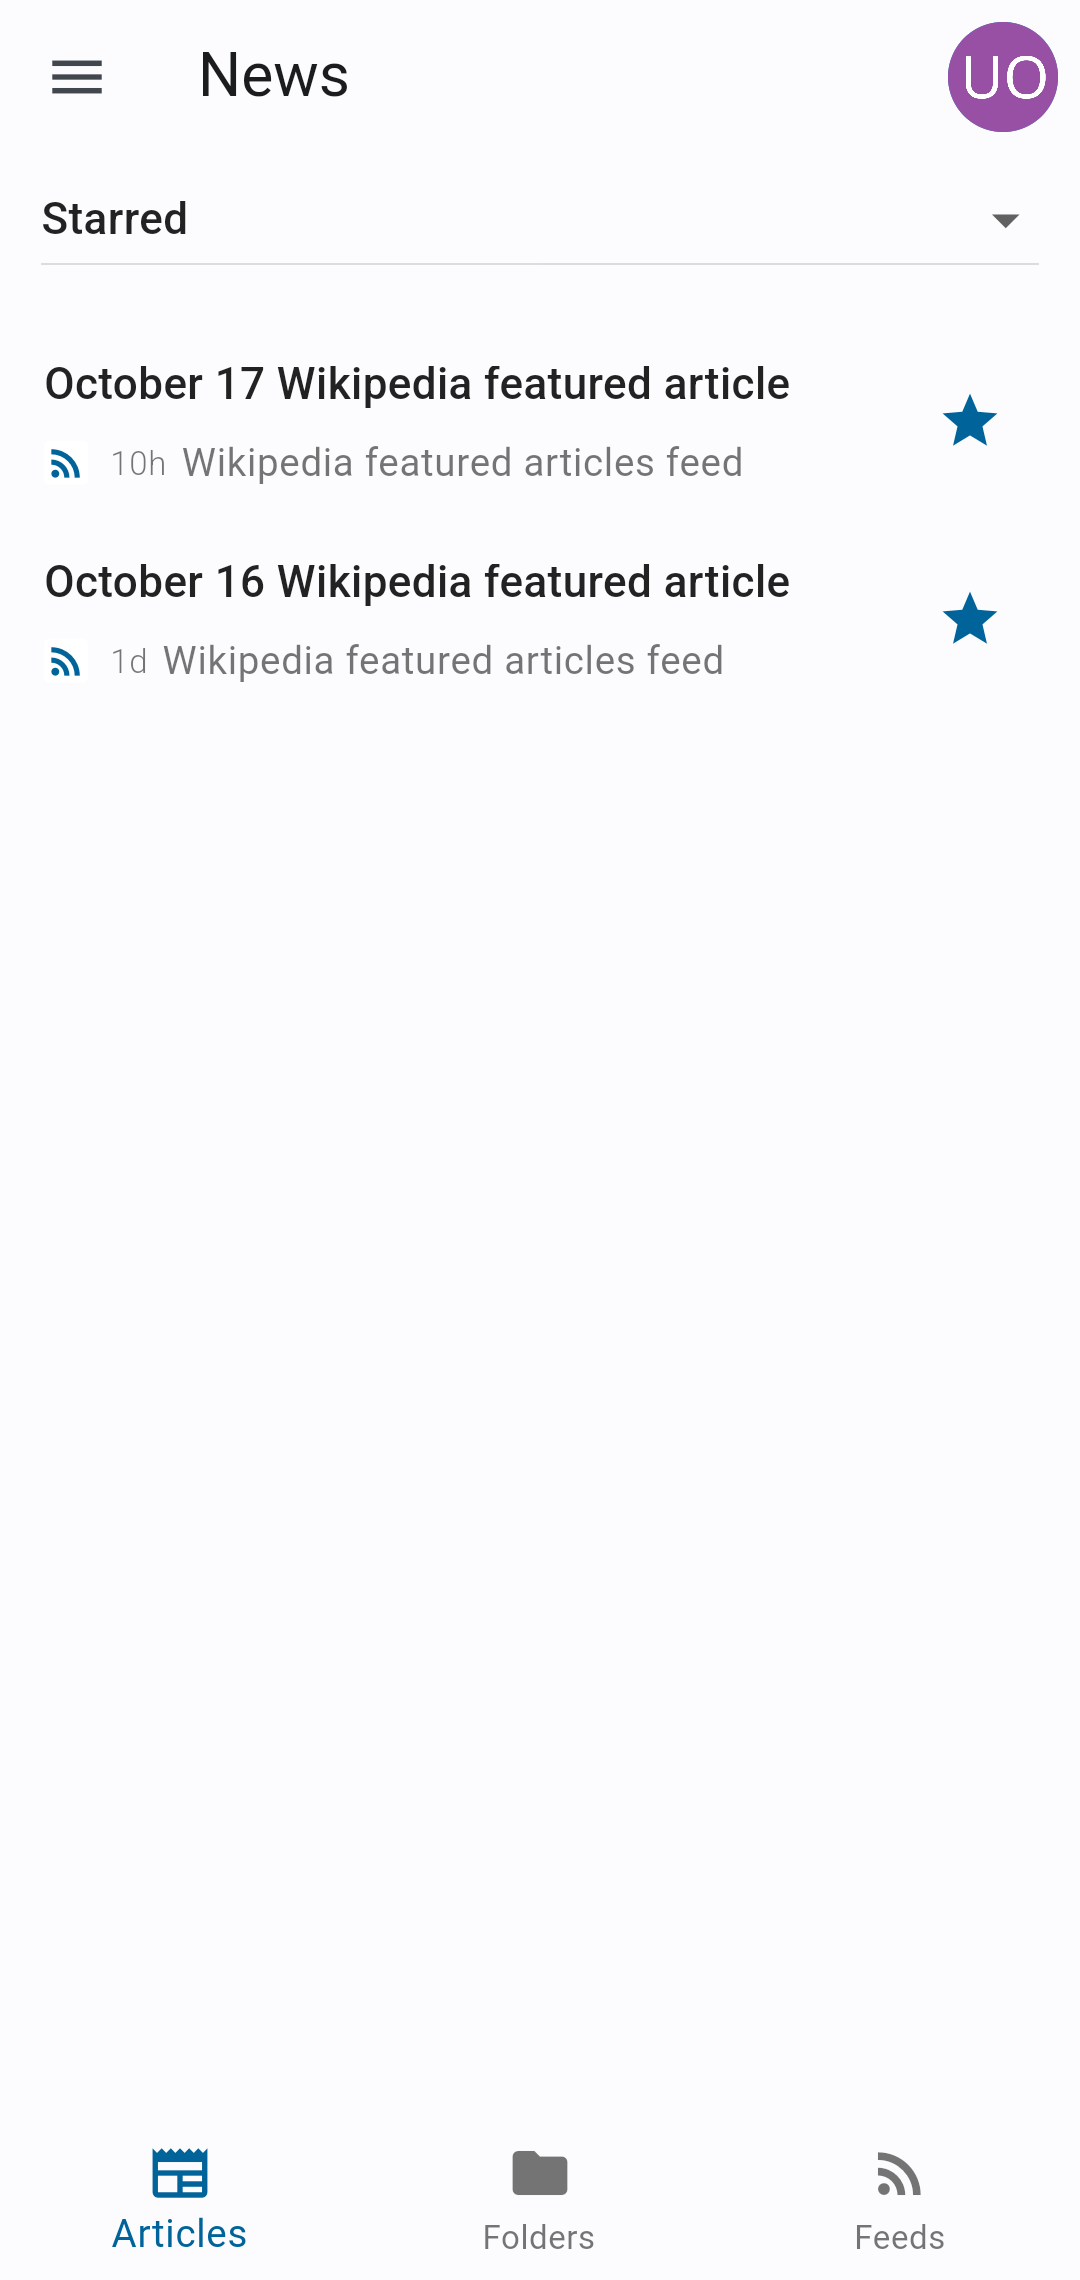 News
UO
Starred
October 17 Wikipedia featured article
10h Wikipedia featured articles feed
October 16 Wikipedia featured article
1d Wikipedia featured articles feed
Articles
Folders
Feeds